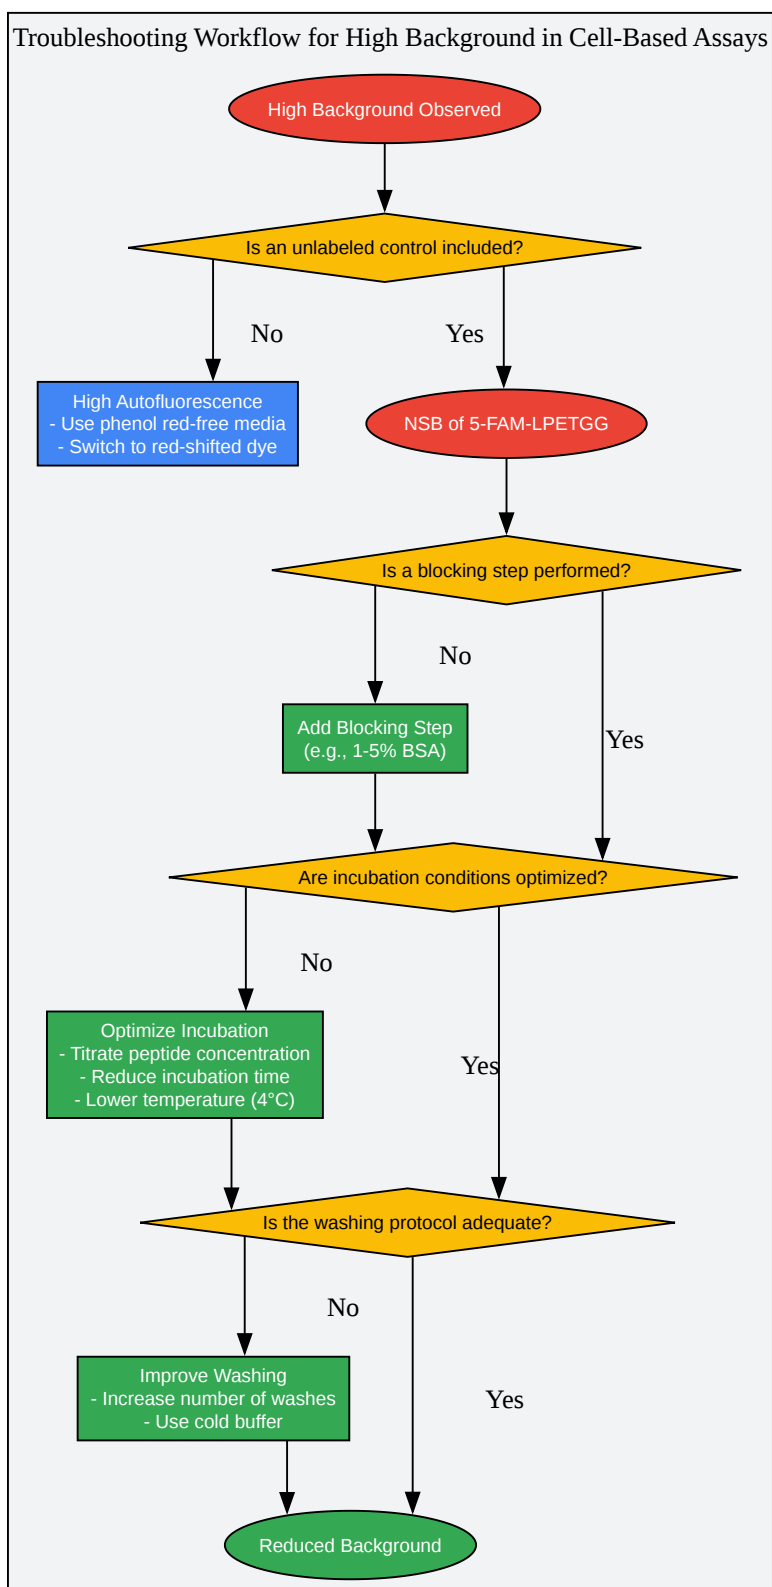 Troubleshooting Workflow for High Background in Cell-Based Assays
High Background Observed
Is an unlabeled control included?
No
Yes
High Autofluorescence
- Use phenol red-free media
- Switch to red-shifted dye
NSB of 5-FAM-LPETGG
Is a blocking step performed?
No
Add Blocking Step
(e.g., 1-5% BSA)
Yes
Are incubation conditions optimized?
No
Optimize Incubation
- Titrate peptide concentration
- Reduce incubation time
- Lower temperature (4°C)
Yes
Is the washing protocol adequate?
No
Improve Washing
- Increase number of washes
- Use cold buffer
Yes
Reduced Background